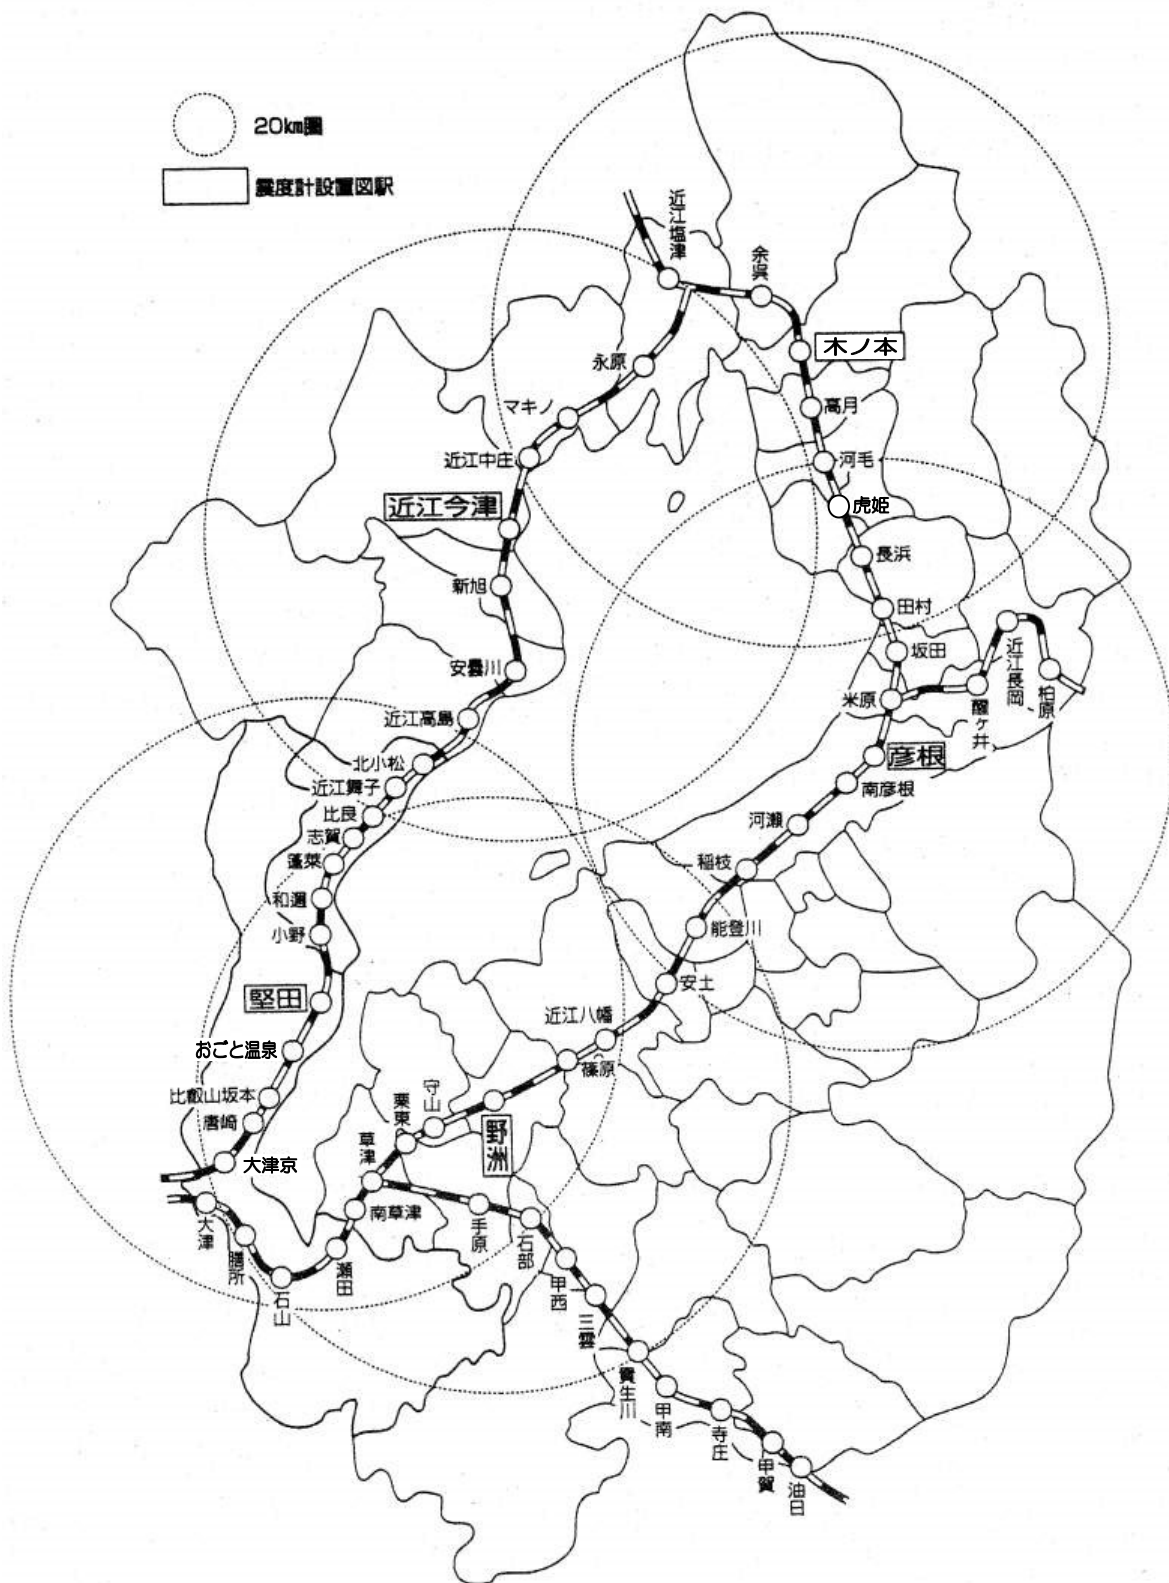 20km圏
震度計設置図駅
近江塩津
余呉
木ノ本
永原
マキノ
高月
近江中庄
河毛
近江今津
虎姫
長浜
新旭
田村
坂田
近江長岡
柏原
安曇川
米原
醒ヶ井
近江高島
彦根
北小松
近江舞子
南彦根
比良
河瀬
志賀
蓬莱
稲枝
和邇
小野
能登川
堅田
安土
近江八幡
おごと温泉
篠原
比叡山坂本
守山
栗東
唐崎
野洲
草津
大津京
南草津
手原
石部
大津
膳所
瀬田
石山
甲西
三雲
貴生川
甲南
寺庄
甲賀
油日